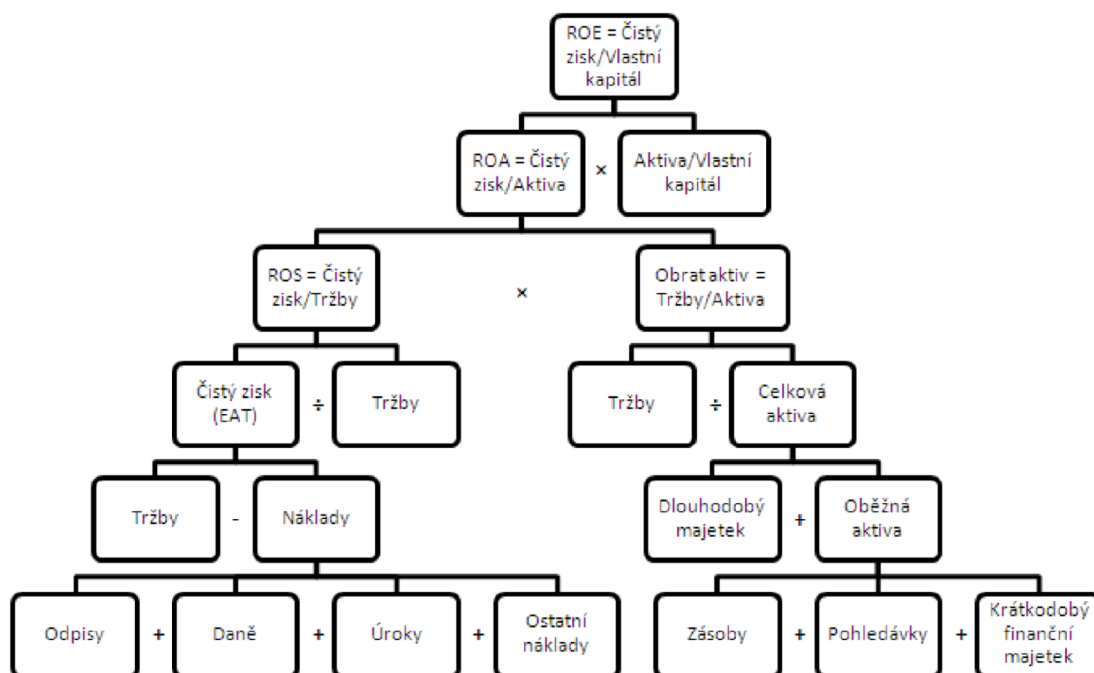 ROE = Čistý
zisk/Vlastní
kapitál
ROA = Čistý
zisk/Aktiva
×
Aktiva/Vlastní
kapitál
ROS = Čistý
zisk/Tržby
×
Obrat aktiv =
Tržby/Aktiva
Čistý zisk
(EAT)
÷
Tržby
Tržby
÷
Celková
aktiva
Tržby
-
Náklady
Dlouhodobý
majetek
+
Oběžná
aktiva
Odpisy
+
Daně
+
Úroky
+
Ostatní
náklady
Zásoby
+
Pohledávky
+
Krátkodobý
finanční
majetek